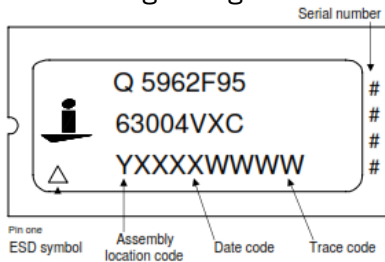 Serial number
Q 5962F95
63004VXC
YXXXXWWWW
#
#
#
#
Pin one
ESD symbol
Assembly location code
Date code
Trace code